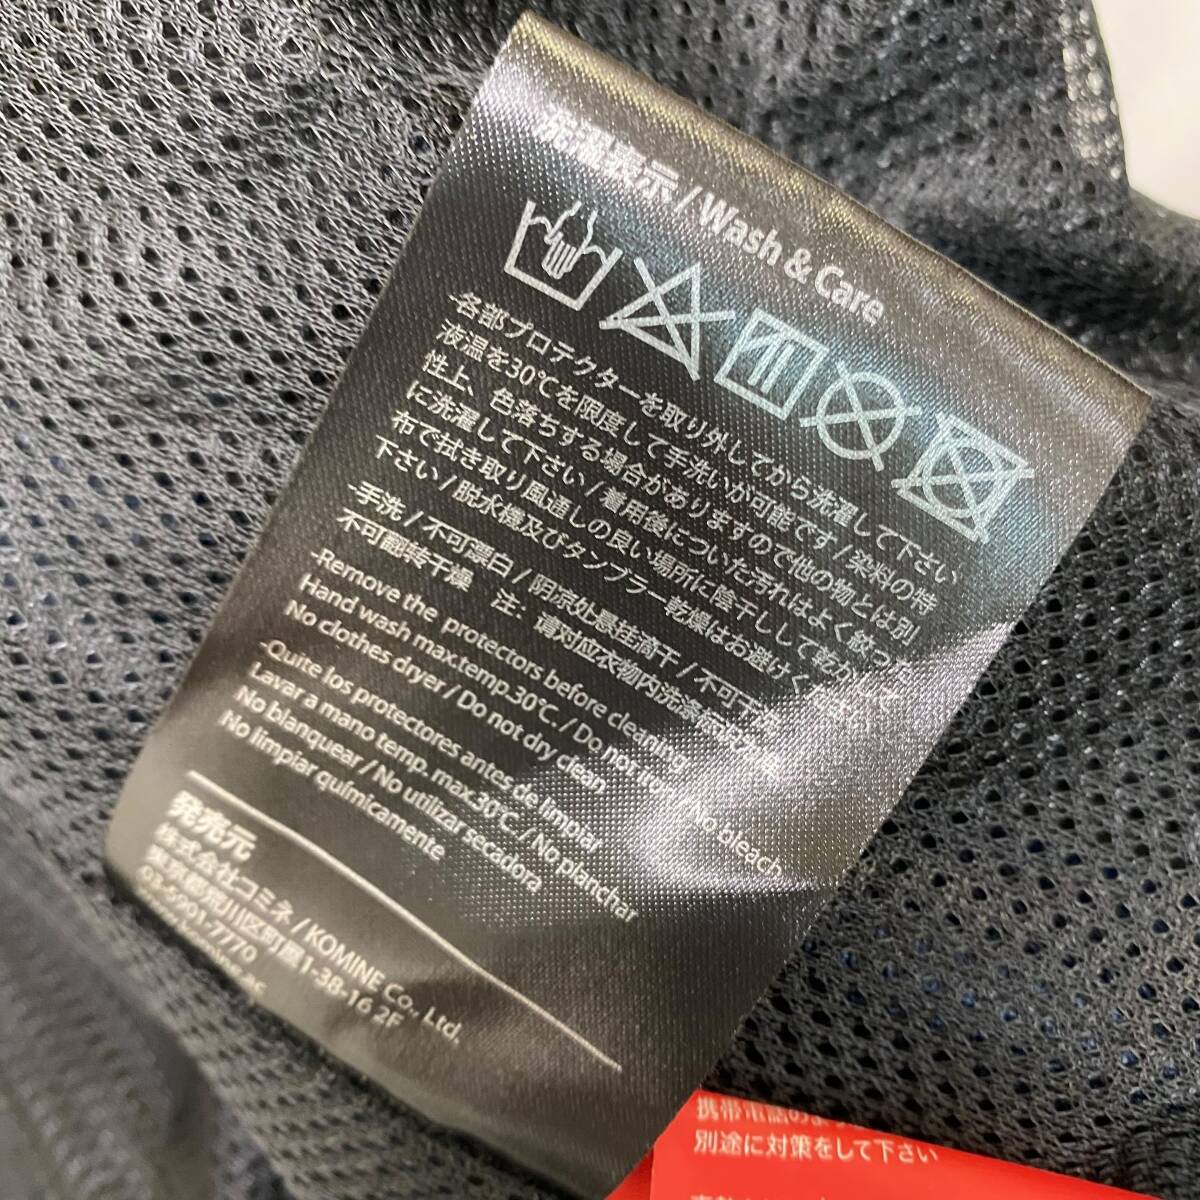 洗濯表示 / Wash & Care
-各部プロテクターを取り外してから洗濯して下さい
液温を30℃を限度して手洗いが可能です / 染料の特
性上、色落ちする場合がありますので他の物とは別
に洗濯して下さい / 着用後についた汚れはよく絞った
布で拭き取り風通しの良い場所に陰干しして乾かして
下さい / 脱水機及びタンブラー乾燥はお避けく
-手洗 / 不可漂白 / 阴凉处悬挂滴干 / 不可干洗
不可翻转干燥 注：请对应衣物内洗涤标
-Remove the protectors before cleaning
Hand wash max.temp.30℃. / Do not iron / No bleach
No clothes dryer / Do not dry clean
-Quite los protectores antes de limpiar
Lavar a mano temp. max.30℃. / No planchar
No blanquear / No utilizar secadora
No limpiar químicamente
発売元
株式会社コミネ / KOMINE Co., Ltd.
東京都荒川区町屋1-38-16 2F
03-5901-7770
携帯電話の
別途に対策をして下さい